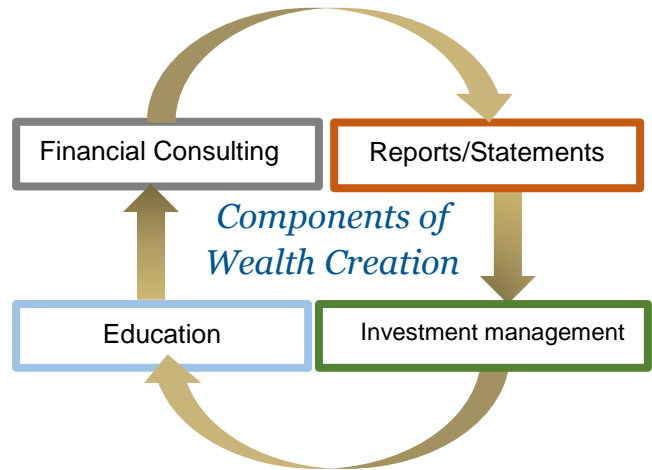 Financial Consulting
Reports/Statements
Components of
Wealth Creation
Education
Investment management